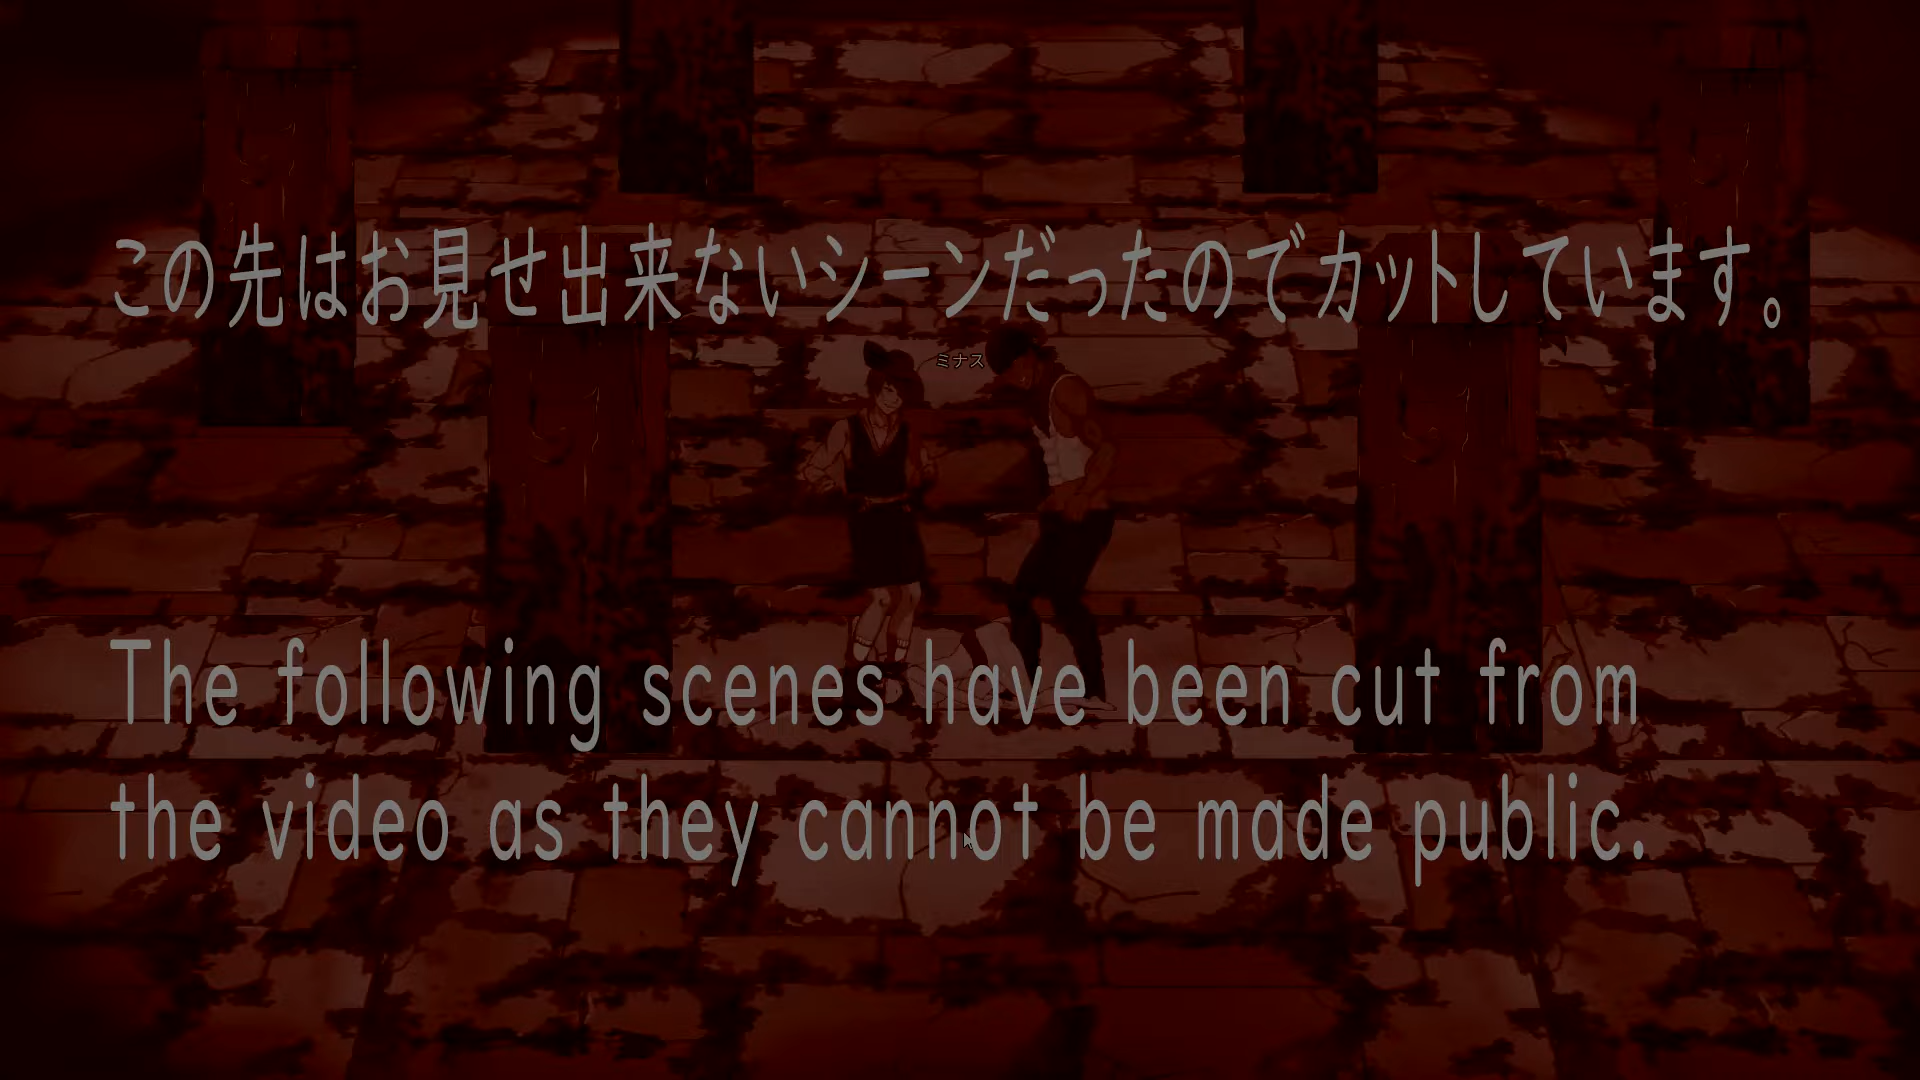 この先はお見せ出来ないシーンだったのでカットしています。
ミナス
The following scenes have been cut from
the video as they cannot be made public.